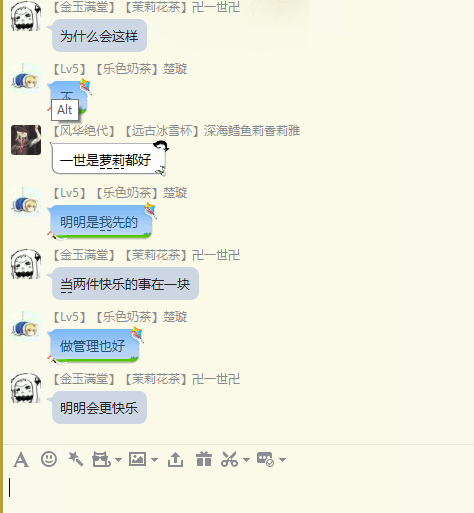 【金玉满堂】【茉莉花茶】卍一世卍
为什么会这样
【Lv5】【乐色奶茶】楚璇
不
Alt
【风华绝代】【远古冰雪杯】深海鳕鱼莉香莉雅
一世是萝莉都好
【Lv5】【乐色奶茶】楚璇
明明是我先的
【金玉满堂】【茉莉花茶】卍一世卍
当两件快乐的事在一块
【Lv5】【乐色奶茶】楚璇
做管理也好
【金玉满堂】【茉莉花茶】卍一世卍
明明会更快乐